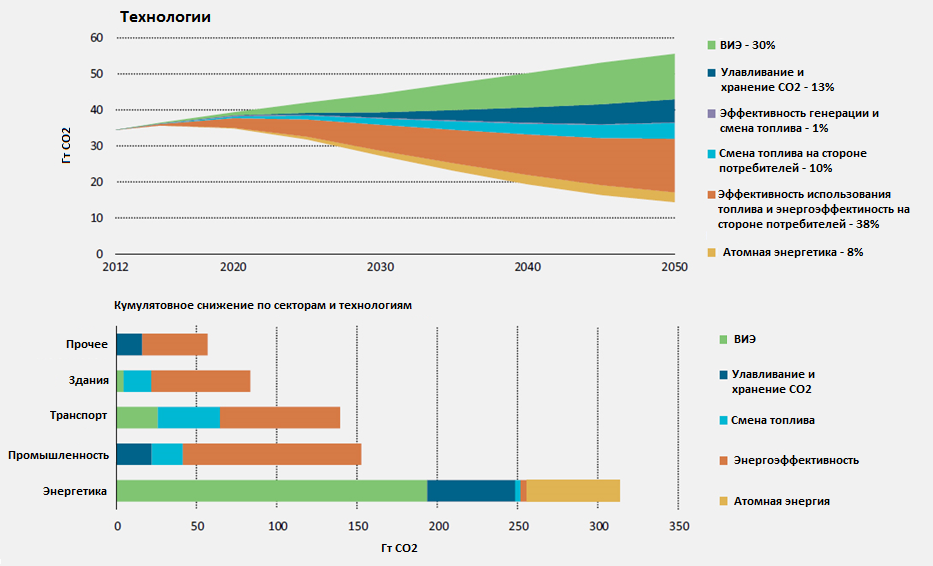 Технологии
60
50
40
30
20
10
0
Гт CO2
2012
2020
2030
2040
2050
ВИЭ - 30%
Улавливание и
хранение CO2 - 13%
Эффективность генерации и
смена топлива - 1%
Смена топлива на стороне
потребителей - 10%
Эффективность использования
топлива и энергоэффектиность на
стороне потребителей - 38%
Атомная энергетика - 8%
Кумулятовное снижение по секторам и технологиям
Прочее
Здания
Транспорт
Промышленность
Энергетика
0
50
100
150
200
250
300
350
Гт CO2
ВИЭ
Улавливание и
хранение CO2
Смена топлива
Энергоэффективность
Атомная энергия